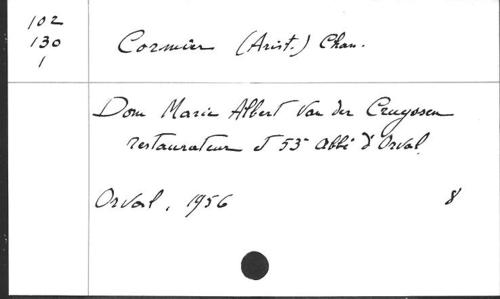 102
130
1
Cormier (Arist.) Chan.
Dom Marie Albert Van der Cruyssen
restaurateur et 53e abbé d'Orval.
Orval, 1956 8